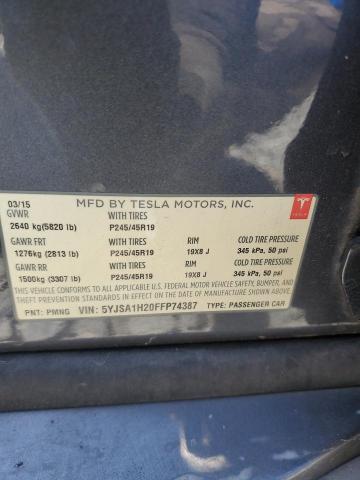 03/15 MFD BY TESLA MOTORS, INC.
GVWR WITH TIRES
2640 kg(5820 lb) P245/45R19
GAWR FRT WITH TIRES RIM COLD TIRE PRESSURE
1276kg (2813 lb) P245/45R19 19X8 J 345 kPa, 50 psi
GAWR RR WITH TIRES RIM COLD TIRE PRESSURE
1500kg (3307 lb) P245/45R19 19X8 J 345 kPa, 50 psi
THIS VEHICLE CONFORMS TO ALL APPLICABLE U.S. FEDERAL MOTOR VEHICLE SAFETY, BUMPER, AND
THEFT PREVENTION STANDARDS IN EFFECT ON THE DATE OF MANUFACTURE SHOWN ABOVE.
PNT: PMNG VIN: 5YJSA1H20FFP74387 TYPE: PASSENGER CAR